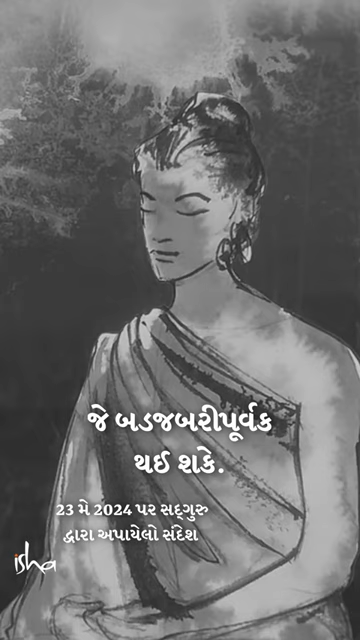 જે બડજબરીપૂર્વક
થઈ શકે.
23 મે 2024 પર સદ્‌ગુરુ
દ્વારા અપાયેલો સંદેશ
isha